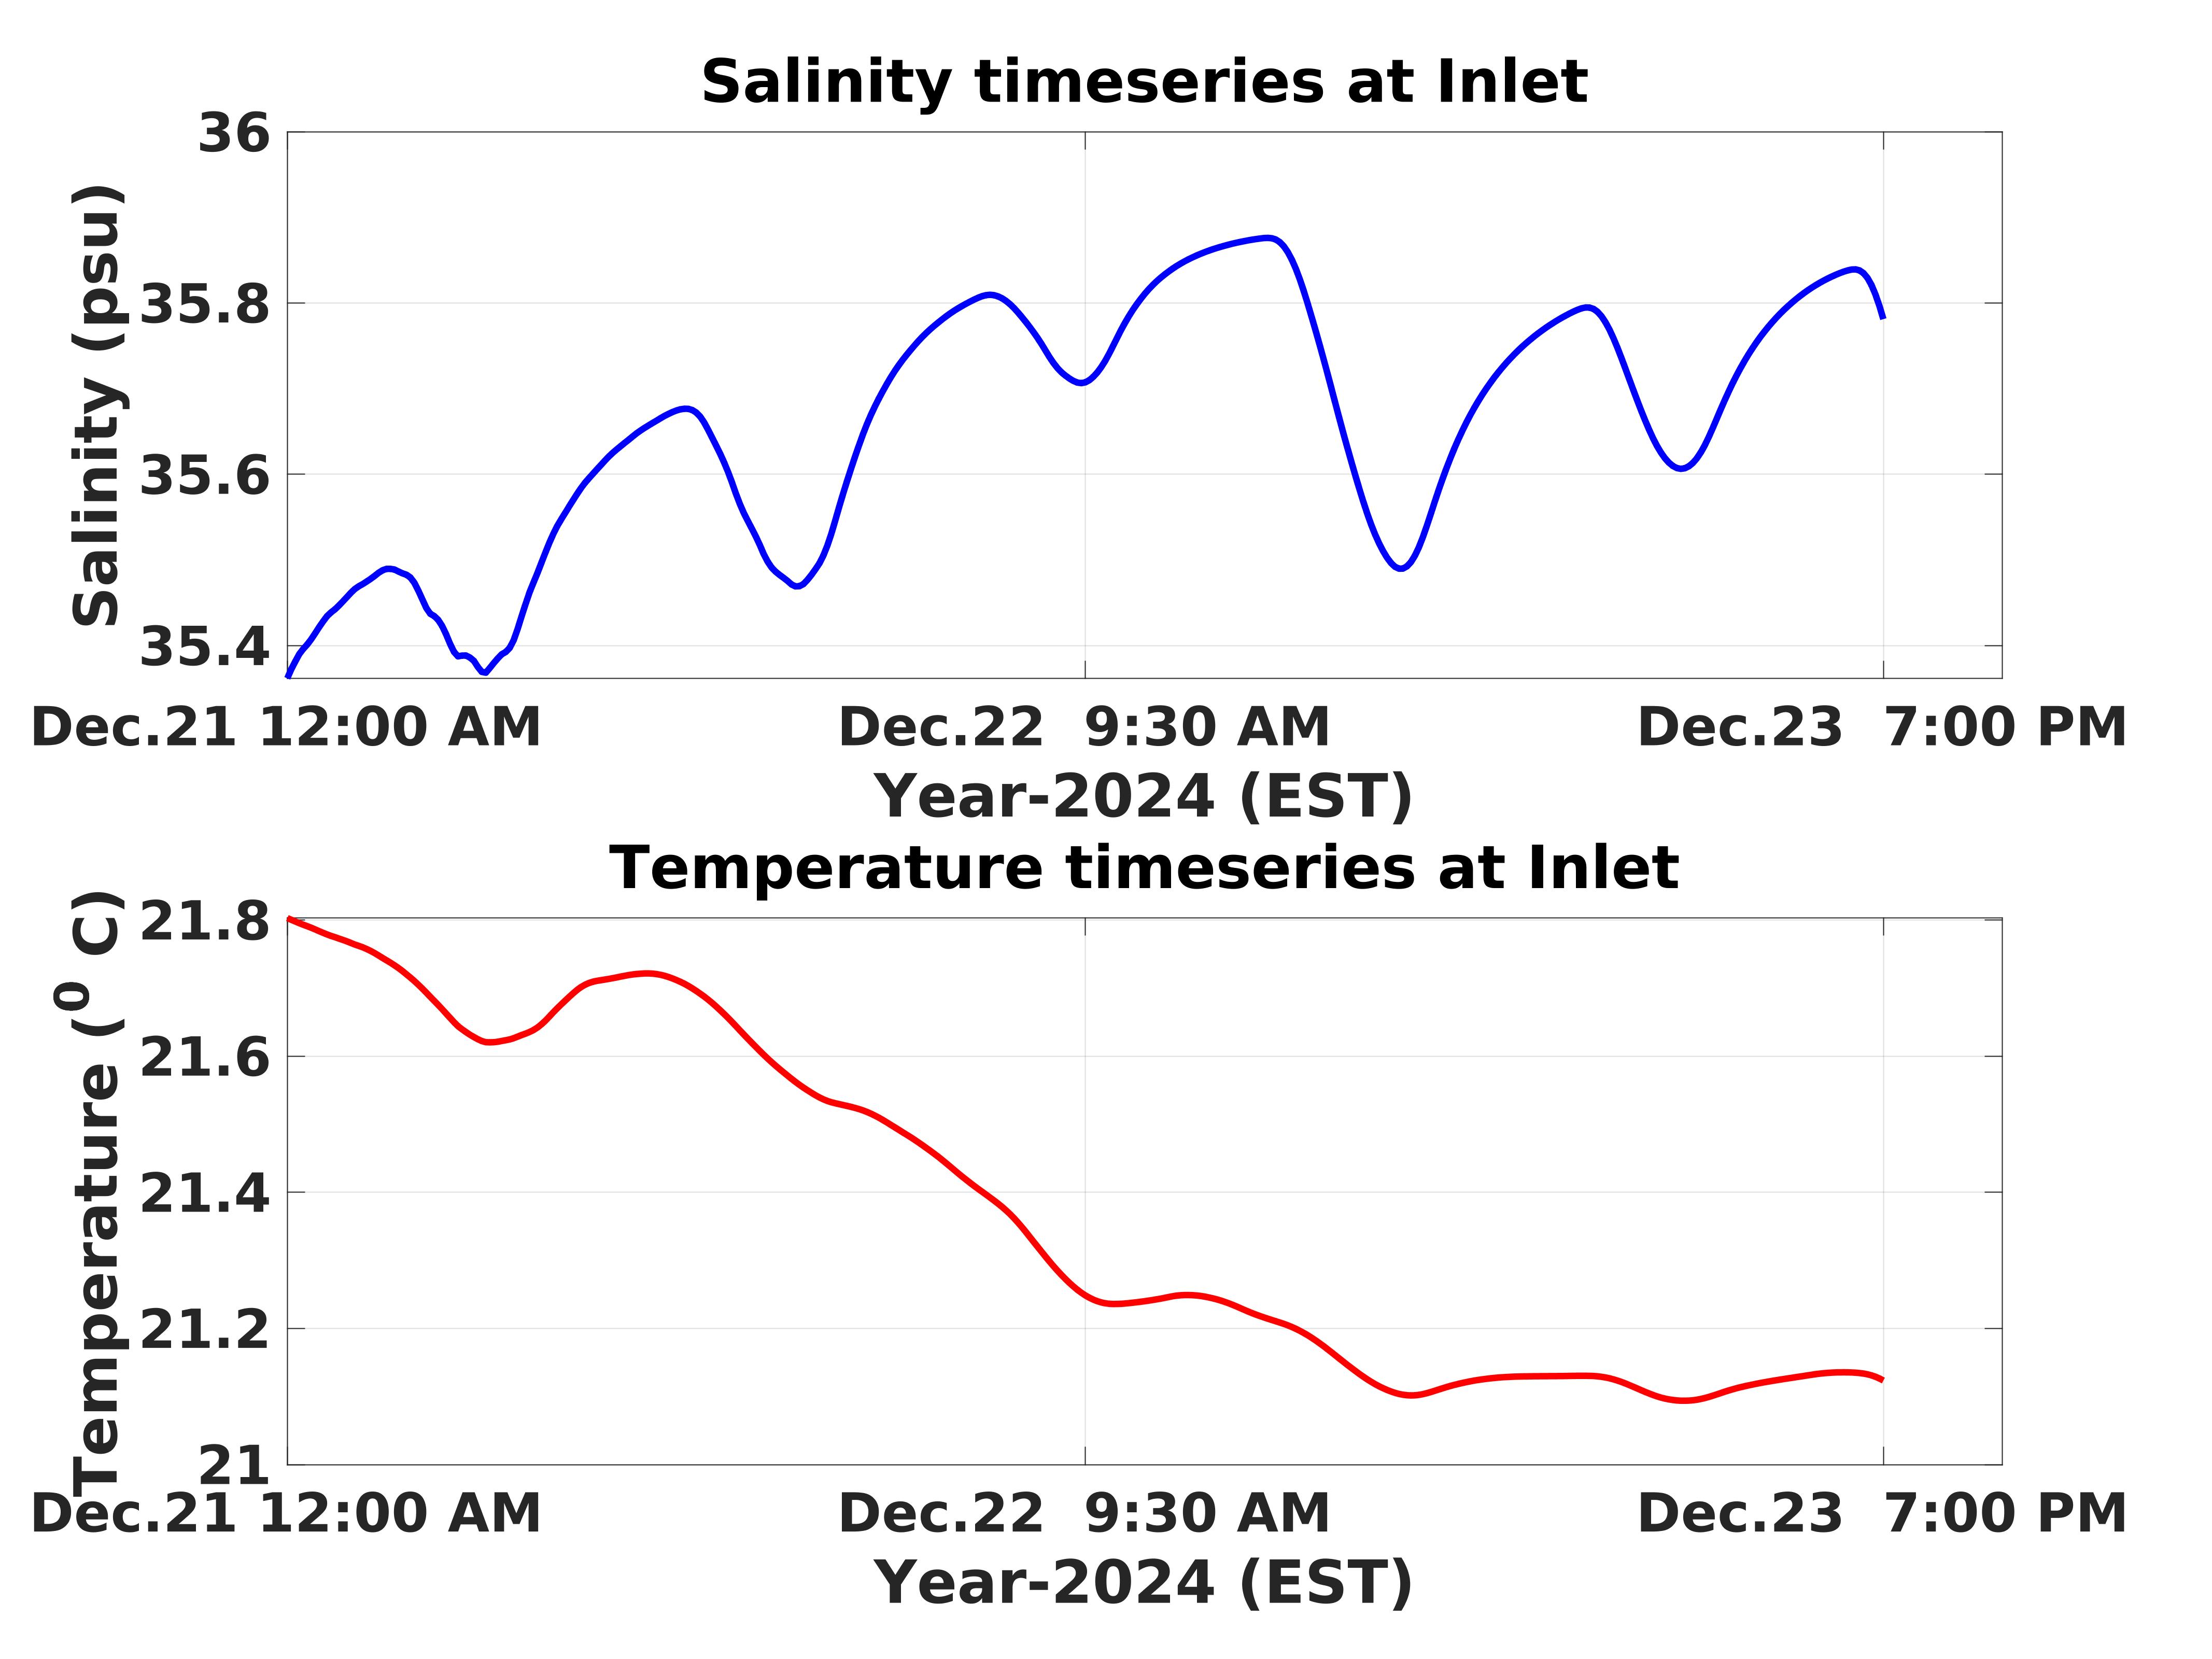 Salinity timeseries at Inlet
Salinity (psu)
36
35.8
35.6
35.4
Dec.21 12:00 AM Dec.22  9:30 AM Dec.23  7:00 PM
Year-2024 (EST)
Temperature timeseries at Inlet
Temperature (⁰ C)
21.8
21.6
21.4
21.2
21
Dec.21 12:00 AM Dec.22  9:30 AM Dec.23  7:00 PM
Year-2024 (EST)